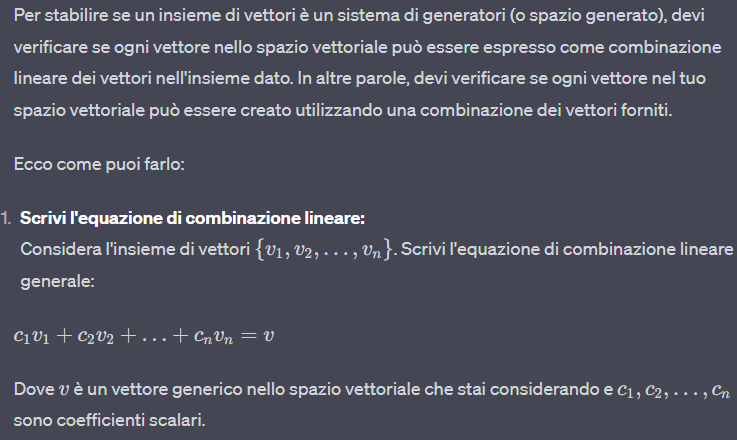 Per stabilire se un insieme di vettori è un sistema di generatori (o spazio generato), devi
verificare se ogni vettore nello spazio vettoriale può essere espresso come combinazione
lineare dei vettori nell'insieme dato. In altre parole, devi verificare se ogni vettore nel tuo
spazio vettoriale può essere creato utilizzando una combinazione dei vettori forniti.
Ecco come puoi farlo:
1. Scrivi l'equazione di combinazione lineare:
Considera l'insieme di vettori {v₁, v₂, . . . , vₙ}. Scrivi l'equazione di combinazione lineare
generale:
c₁v₁ + c₂v₂ + . . . + cₙvₙ = v
Dove v è un vettore generico nello spazio vettoriale che stai considerando e c₁, c₂, . . . , cₙ
sono coefficienti scalari.